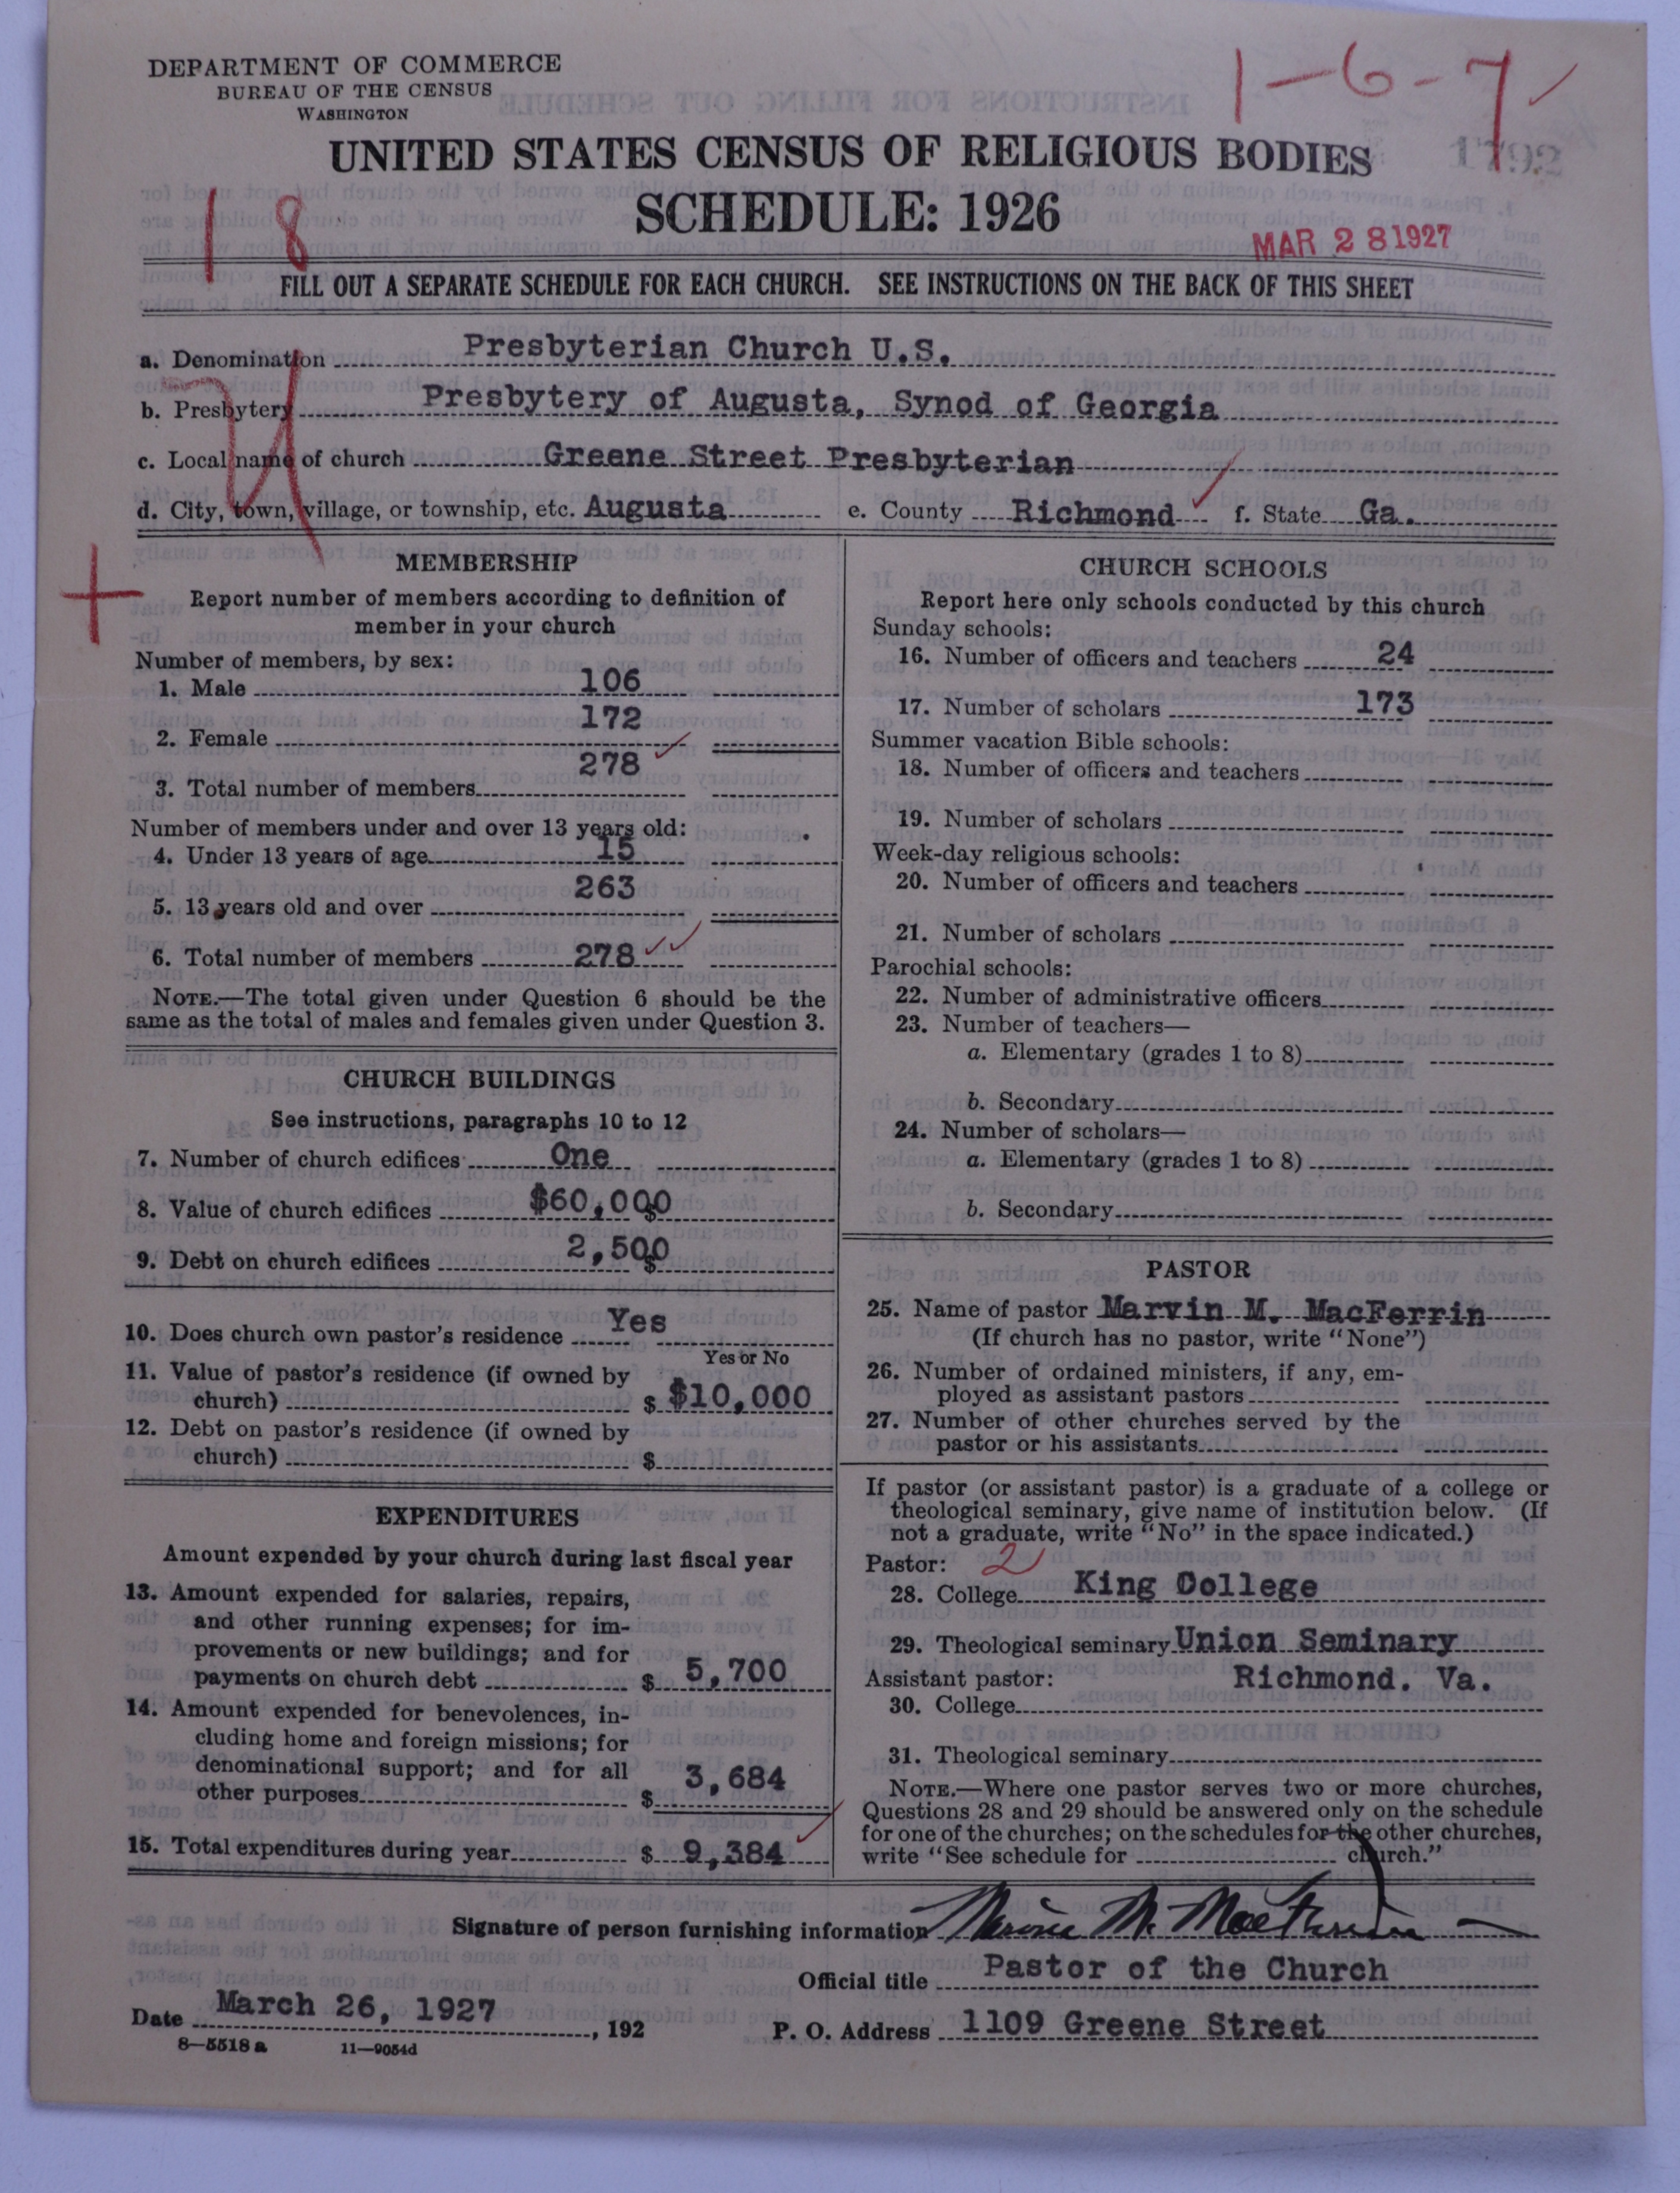 DEPARTMENT OF COMMERCE
BUREAU OF THE CENSUS
WASHINGTON
1-6-7
UNITED STATES CENSUS OF RELIGIOUS BODIES
1792
SCHEDULE: 1926
18
MAR 28 1927
FILL OUT A SEPARATE SCHEDULE FOR EACH CHURCH. SEE INSTRUCTIONS ON THE BACK OF THIS SHEET
a. Denomination Presbyterian Church U.S.
b. Presbytery Presbytery of Augusta, Synod of Georgia
c. Local name of church Greene Street Presbyterian
d. City, town, village, or township, etc. Augusta e. County Richmond f. State Ga.
MEMBERSHIP
Report number of members according to definition of
member in your church
Number of members, by sex:
1. Male 106
2. Female 172
3. Total number of members 278
Number of members under and over 13 years old:
4. Under 13 years of age 15
5. 13 years old and over 263
6. Total number of members 278
NOTE.—The total given under Question 6 should be the
same as the total of males and females given under Question 3.
CHURCH BUILDINGS
See instructions, paragraphs 10 to 12
7. Number of church edifices One
8. Value of church edifices $60,000
9. Debt on church edifices 2,500
10. Does church own pastor's residence Yes
Yes or No
11. Value of pastor's residence (if owned by
church) $ $10,000
12. Debt on pastor's residence (if owned by
church) $
EXPENDITURES
Amount expended by your church during last fiscal year
13. Amount expended for salaries, repairs,
and other running expenses; for im-
provements or new buildings; and for
payments on church debt $ 5,700
14. Amount expended for benevolences, in-
cluding home and foreign missions; for
denominational support; and for all
other purposes $ 3,684
15. Total expenditures during year $ 9,384
CHURCH SCHOOLS
Report here only schools conducted by this church
Sunday schools:
16. Number of officers and teachers 24
17. Number of scholars 173
Summer vacation Bible schools:
18. Number of officers and teachers
19. Number of scholars
Week-day religious schools:
20. Number of officers and teachers
21. Number of scholars
Parochial schools:
22. Number of administrative officers
23. Number of teachers—
a. Elementary (grades 1 to 8)
b. Secondary
24. Number of scholars—
a. Elementary (grades 1 to 8)
b. Secondary
PASTOR
25. Name of pastor Marvin M. MacFerrin
(If church has no pastor, write "None")
26. Number of ordained ministers, if any, em-
ployed as assistant pastors
27. Number of other churches served by the
pastor or his assistants
If pastor (or assistant pastor) is a graduate of a college or
theological seminary, give name of institution below. (If
not a graduate, write "No" in the space indicated.)
Pastor: 2
28. College King College
29. Theological seminary Union Seminary
Assistant pastor: Richmond. Va.
30. College
31. Theological seminary
NOTE.—Where one pastor serves two or more churches,
Questions 28 and 29 should be answered only on the schedule
for one of the churches; on the schedules for the other churches,
write "See schedule for church."
Signature of person furnishing information Marvin M. MacFerrin
Official title Pastor of the Church
Date March 26, 1927 , 192
P. O. Address 1109 Greene Street
8—5518 a 11—9054d